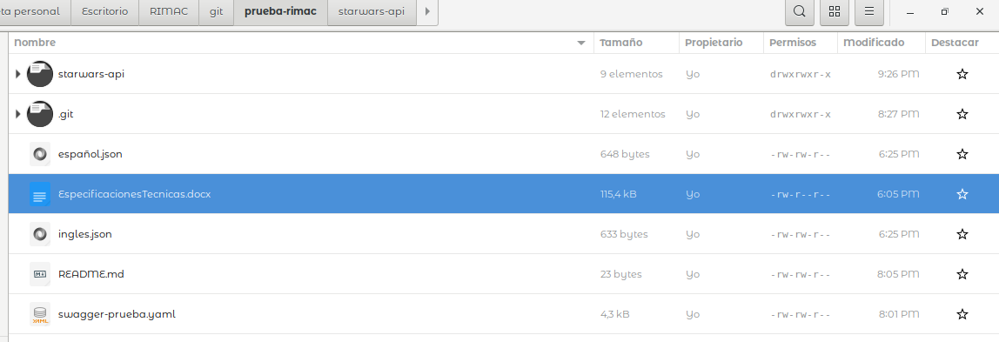 ta personal Escritorio RIMAC git prueba-rimac starwars-api
Nombre Tamaño Propietario Permisos Modificado Destacar
starwars-api 9 elementos Yo drwxrwxr-x 9:26 PM
.git 12 elementos Yo drwxrwxr-x 8:27 PM
español.json 648 bytes Yo -rw-rw-r-- 6:25 PM
EspecificacionesTecnicas.docx 115,4 kB Yo -rw-r--r-- 6:05 PM
ingles.json 633 bytes Yo -rw-rw-r-- 6:25 PM
README.md 23 bytes Yo -rw-rw-r-- 8:05 PM
swagger-prueba.yaml 4,3 kB Yo -rw-rw-r-- 8:01 PM